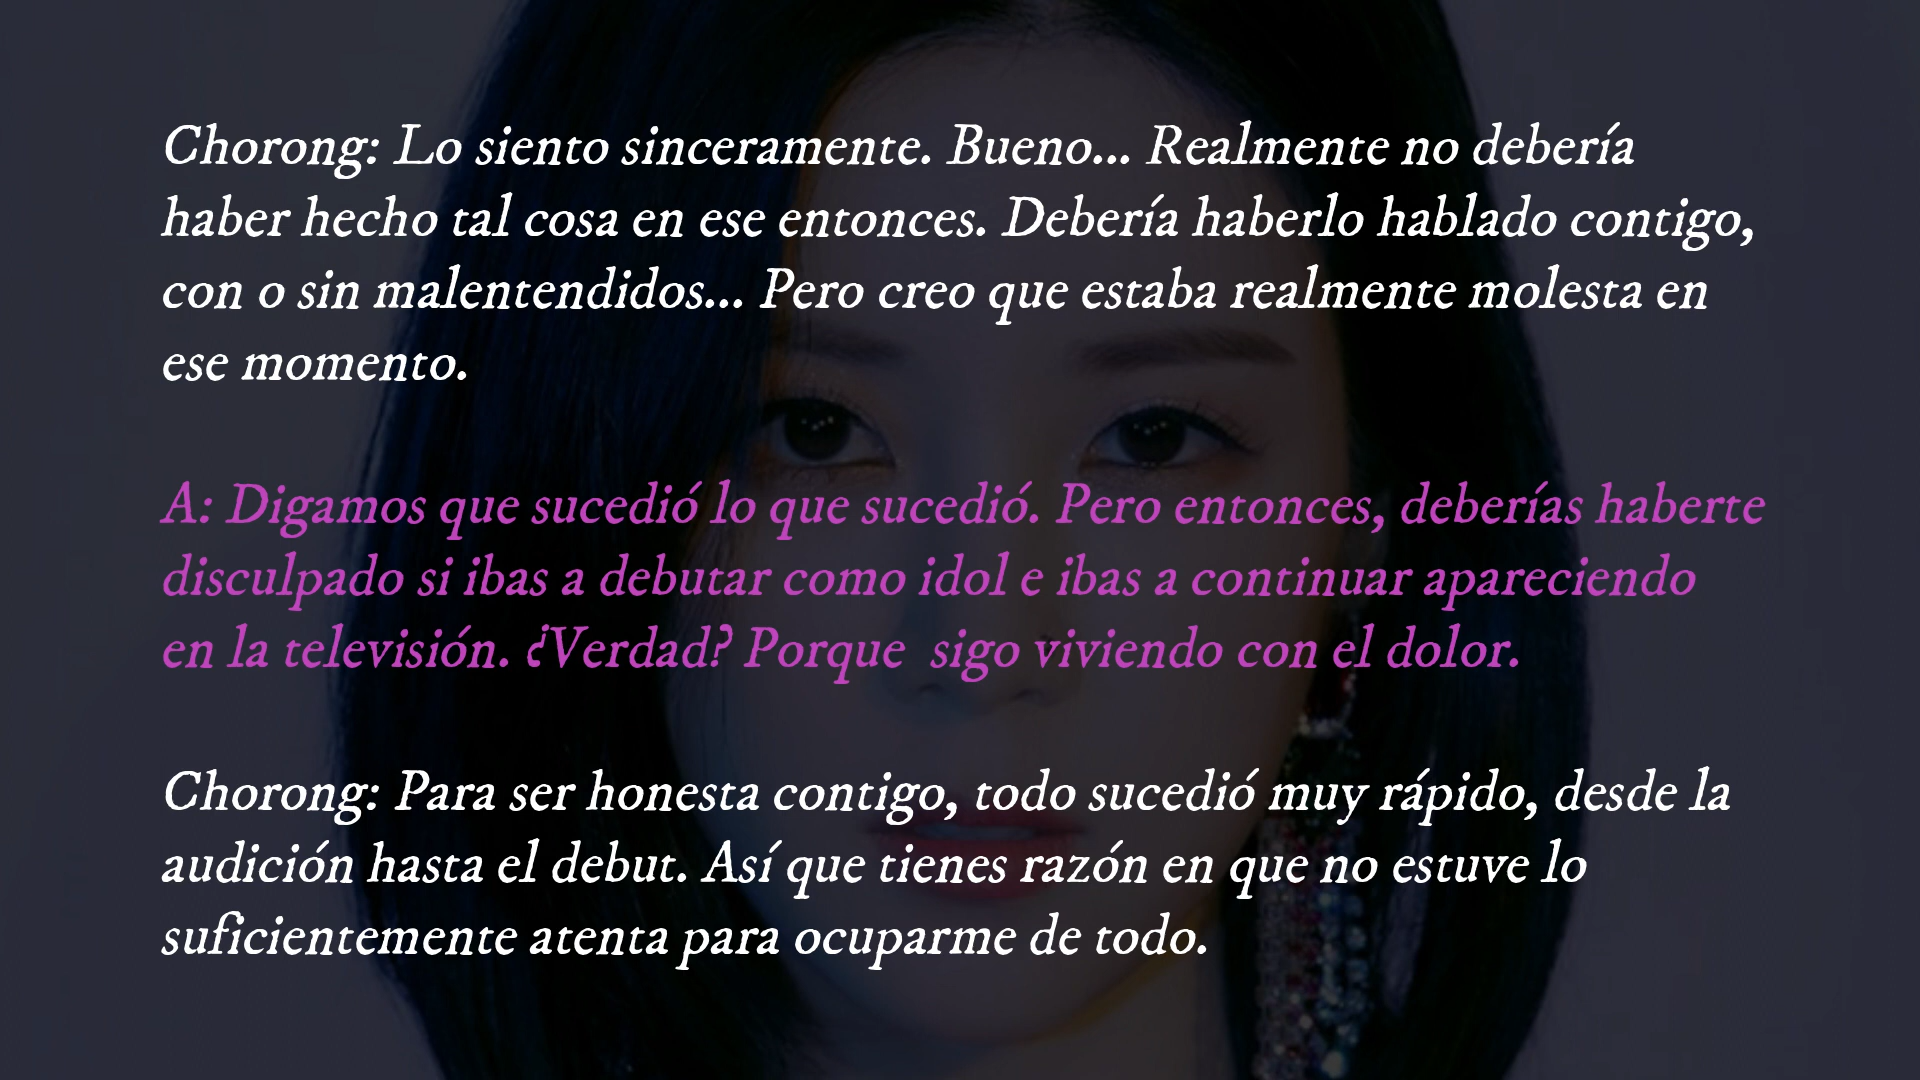 Chorong: Lo siento sinceramente. Bueno... Realmente no debería
haber hecho tal cosa en ese entonces. Debería haberlo hablado contigo,
con o sin malentendidos... Pero creo que estaba realmente molesta en
ese momento.
A: Digamos que sucedió lo que sucedió. Pero entonces, deberías haberte
disculpado si ibas a debutar como idol e ibas a continuar apareciendo
en la televisión. ¿Verdad? Porque  sigo viviendo con el dolor.
Chorong: Para ser honesta contigo, todo sucedió muy rápido, desde la
audición hasta el debut. Así que tienes razón en que no estuve lo
suficientemente atenta para ocuparme de todo.